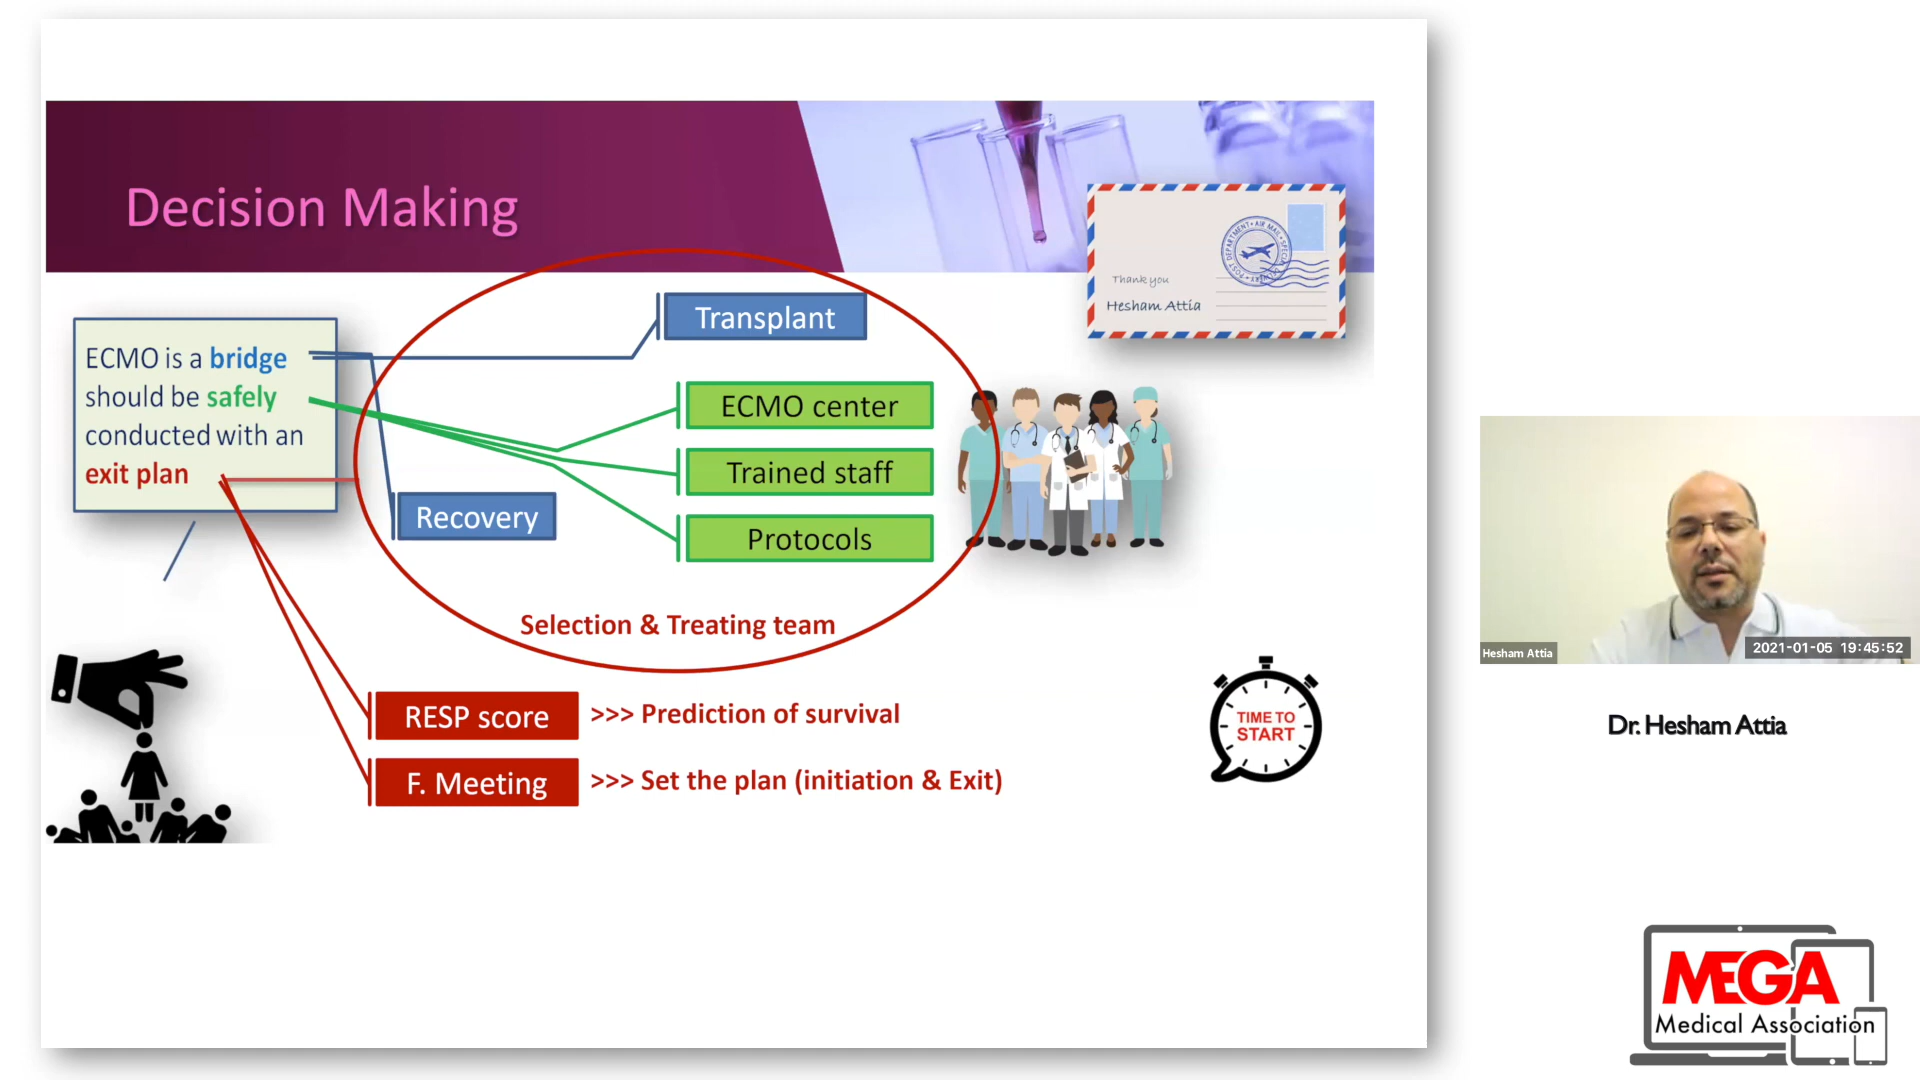 Decision Making
Thank you
Hesham Attia
ECMO is a bridge
should be safely
conducted with an
exit plan
Transplant
ECMO center
Trained staff
Protocols
Recovery
Selection & Treating team
RESP score
>>> Prediction of survival
F. Meeting
>>> Set the plan (initiation & Exit)
TIME TO
START
Hesham Attia
2021-01-05 19:45:52
Dr. Hesham Attia
MEGA
Medical Association